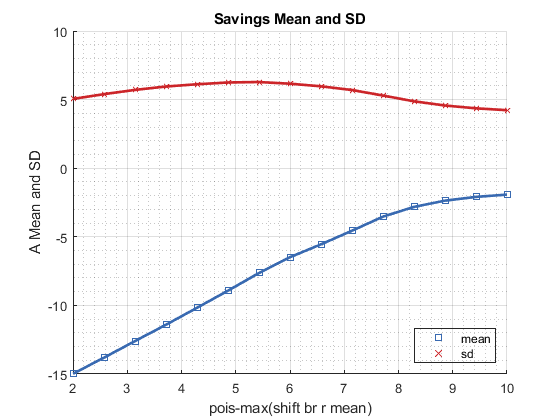 Savings Mean and SD
10
5
0
-5
-10
-15
A Mean and SD
2 3 4 5 6 7 8 9 10
pois-max(shift br r mean)
mean
sd